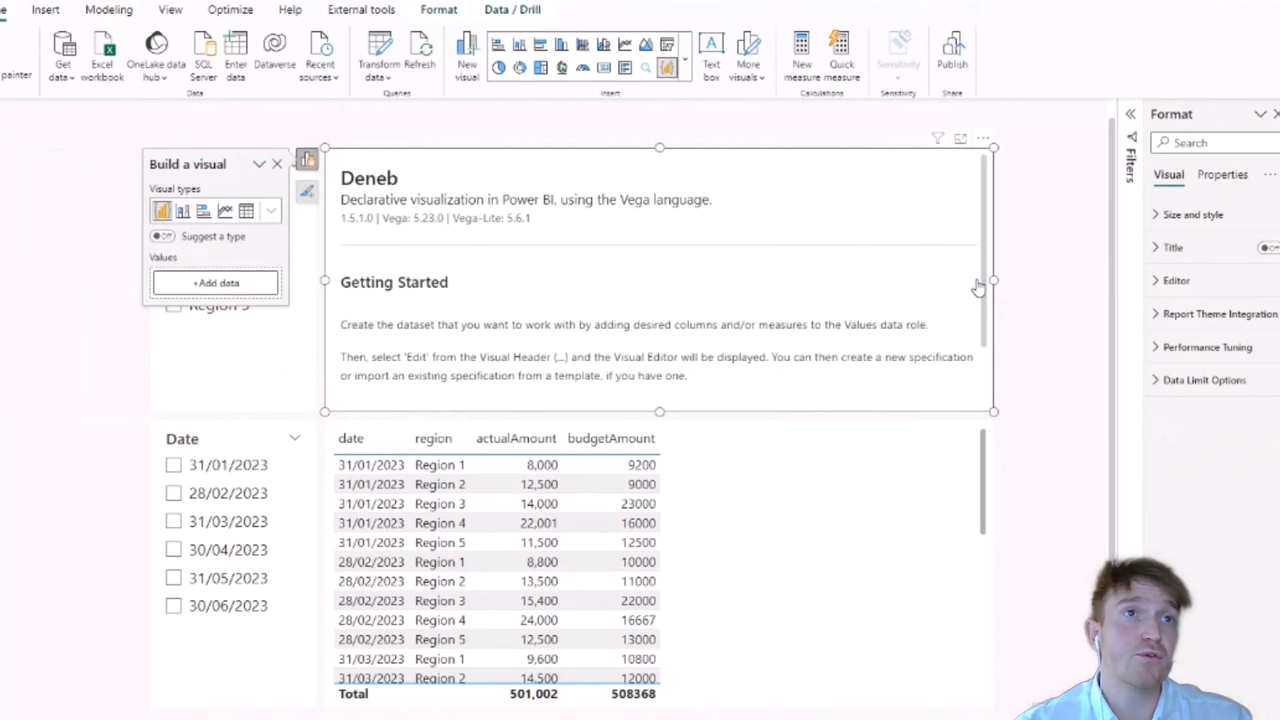 Insert Modeling View Optimize Help External tools Format Data / Drill
painter
Get data
Excel workbook
OneLake data hub
SQL Server
Enter data
Dataverse
Recent sources
Transform data
Refresh
New visual
Text box
More visuals
New measure
Quick measure
Sensitivity
Publish
Data
Queries
Insert
Calculations
Sensitivity
Share
Build a visual
Visual types
Off Suggest a type
Values
+Add data
Region 5
Deneb
Declarative visualization in Power BI, using the Vega language.
1.5.1.0 | Vega: 5.23.0 | Vega-Lite: 5.6.1
Getting Started
Create the dataset that you want to work with by adding desired columns and/or measures to the Values data role.
Then, select 'Edit' from the Visual Header (...) and the Visual Editor will be displayed. You can then create a new specification
or import an existing specification from a template, if you have one.
Filters
Format
Search
Visual Properties ...
Size and style
Title Off
Editor
Report Theme Integration
Performance Tuning
Data Limit Options
Date
31/01/2023
28/02/2023
31/03/2023
30/04/2023
31/05/2023
30/06/2023
date region actualAmount budgetAmount
31/01/2023 Region 1 8,000 9200
31/01/2023 Region 2 12,500 9000
31/01/2023 Region 3 14,000 23000
31/01/2023 Region 4 22,001 16000
31/01/2023 Region 5 11,500 12500
28/02/2023 Region 1 8,800 10000
28/02/2023 Region 2 13,500 11000
28/02/2023 Region 3 15,400 22000
28/02/2023 Region 4 24,000 16667
28/02/2023 Region 5 12,500 13000
31/03/2023 Region 1 9,600 10800
31/03/2023 Region 2 14,500 12000
Total 501,002 508368